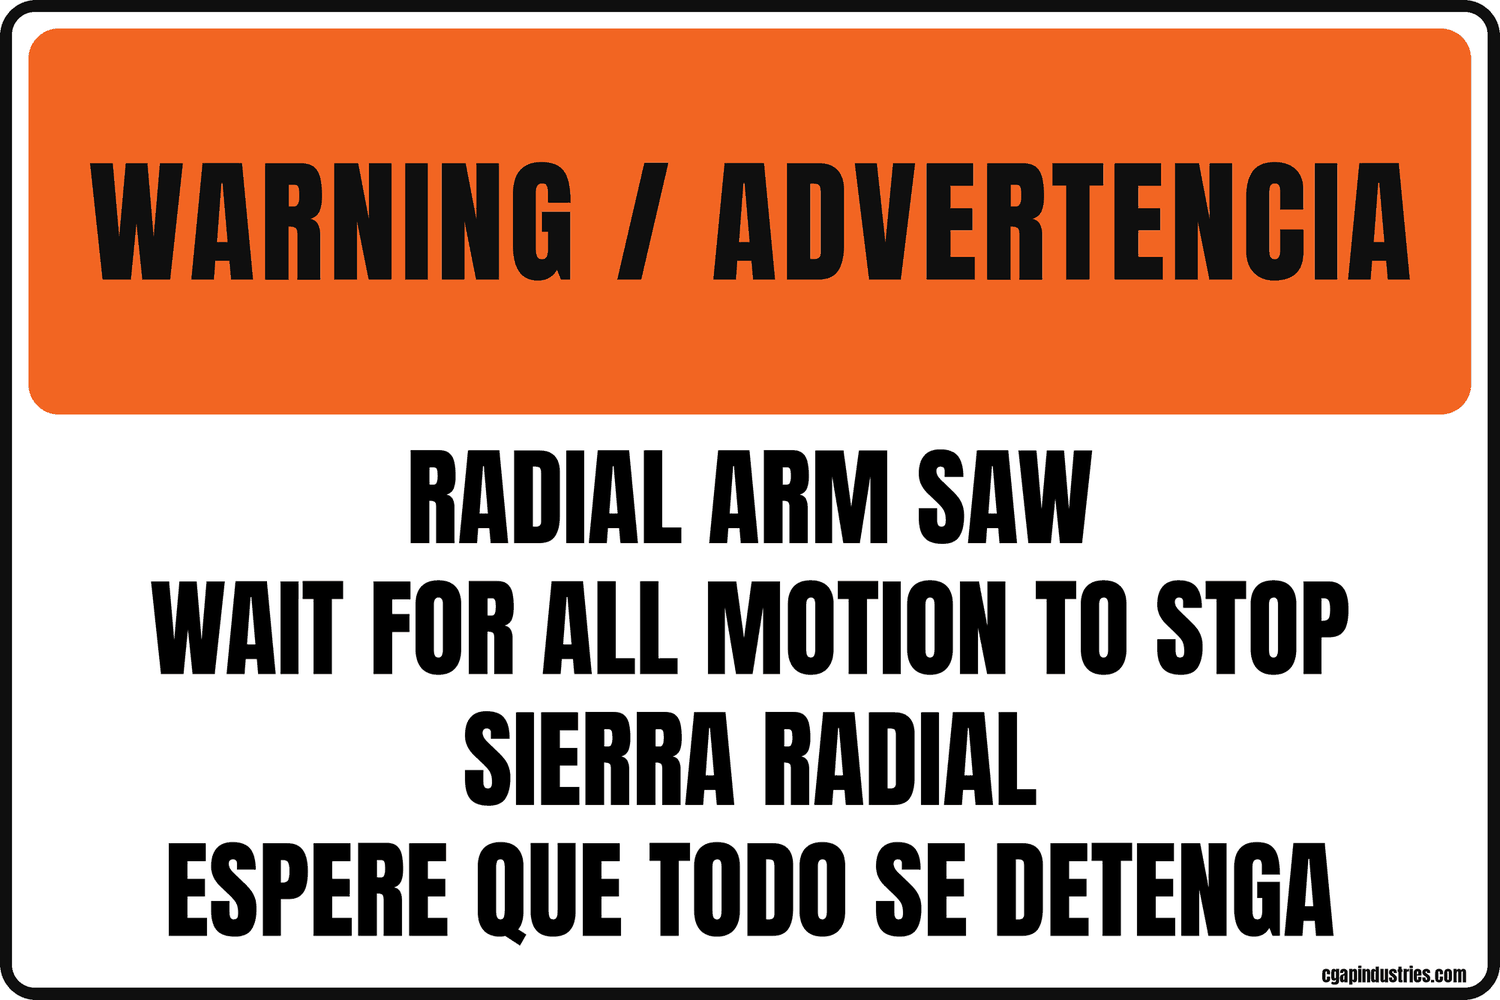 WARNING / ADVERTENCIA
RADIAL ARM SAW
WAIT FOR ALL MOTION TO STOP
SIERRA RADIAL
ESPERE QUE TODO SE DETENGA
cgapindustries.com